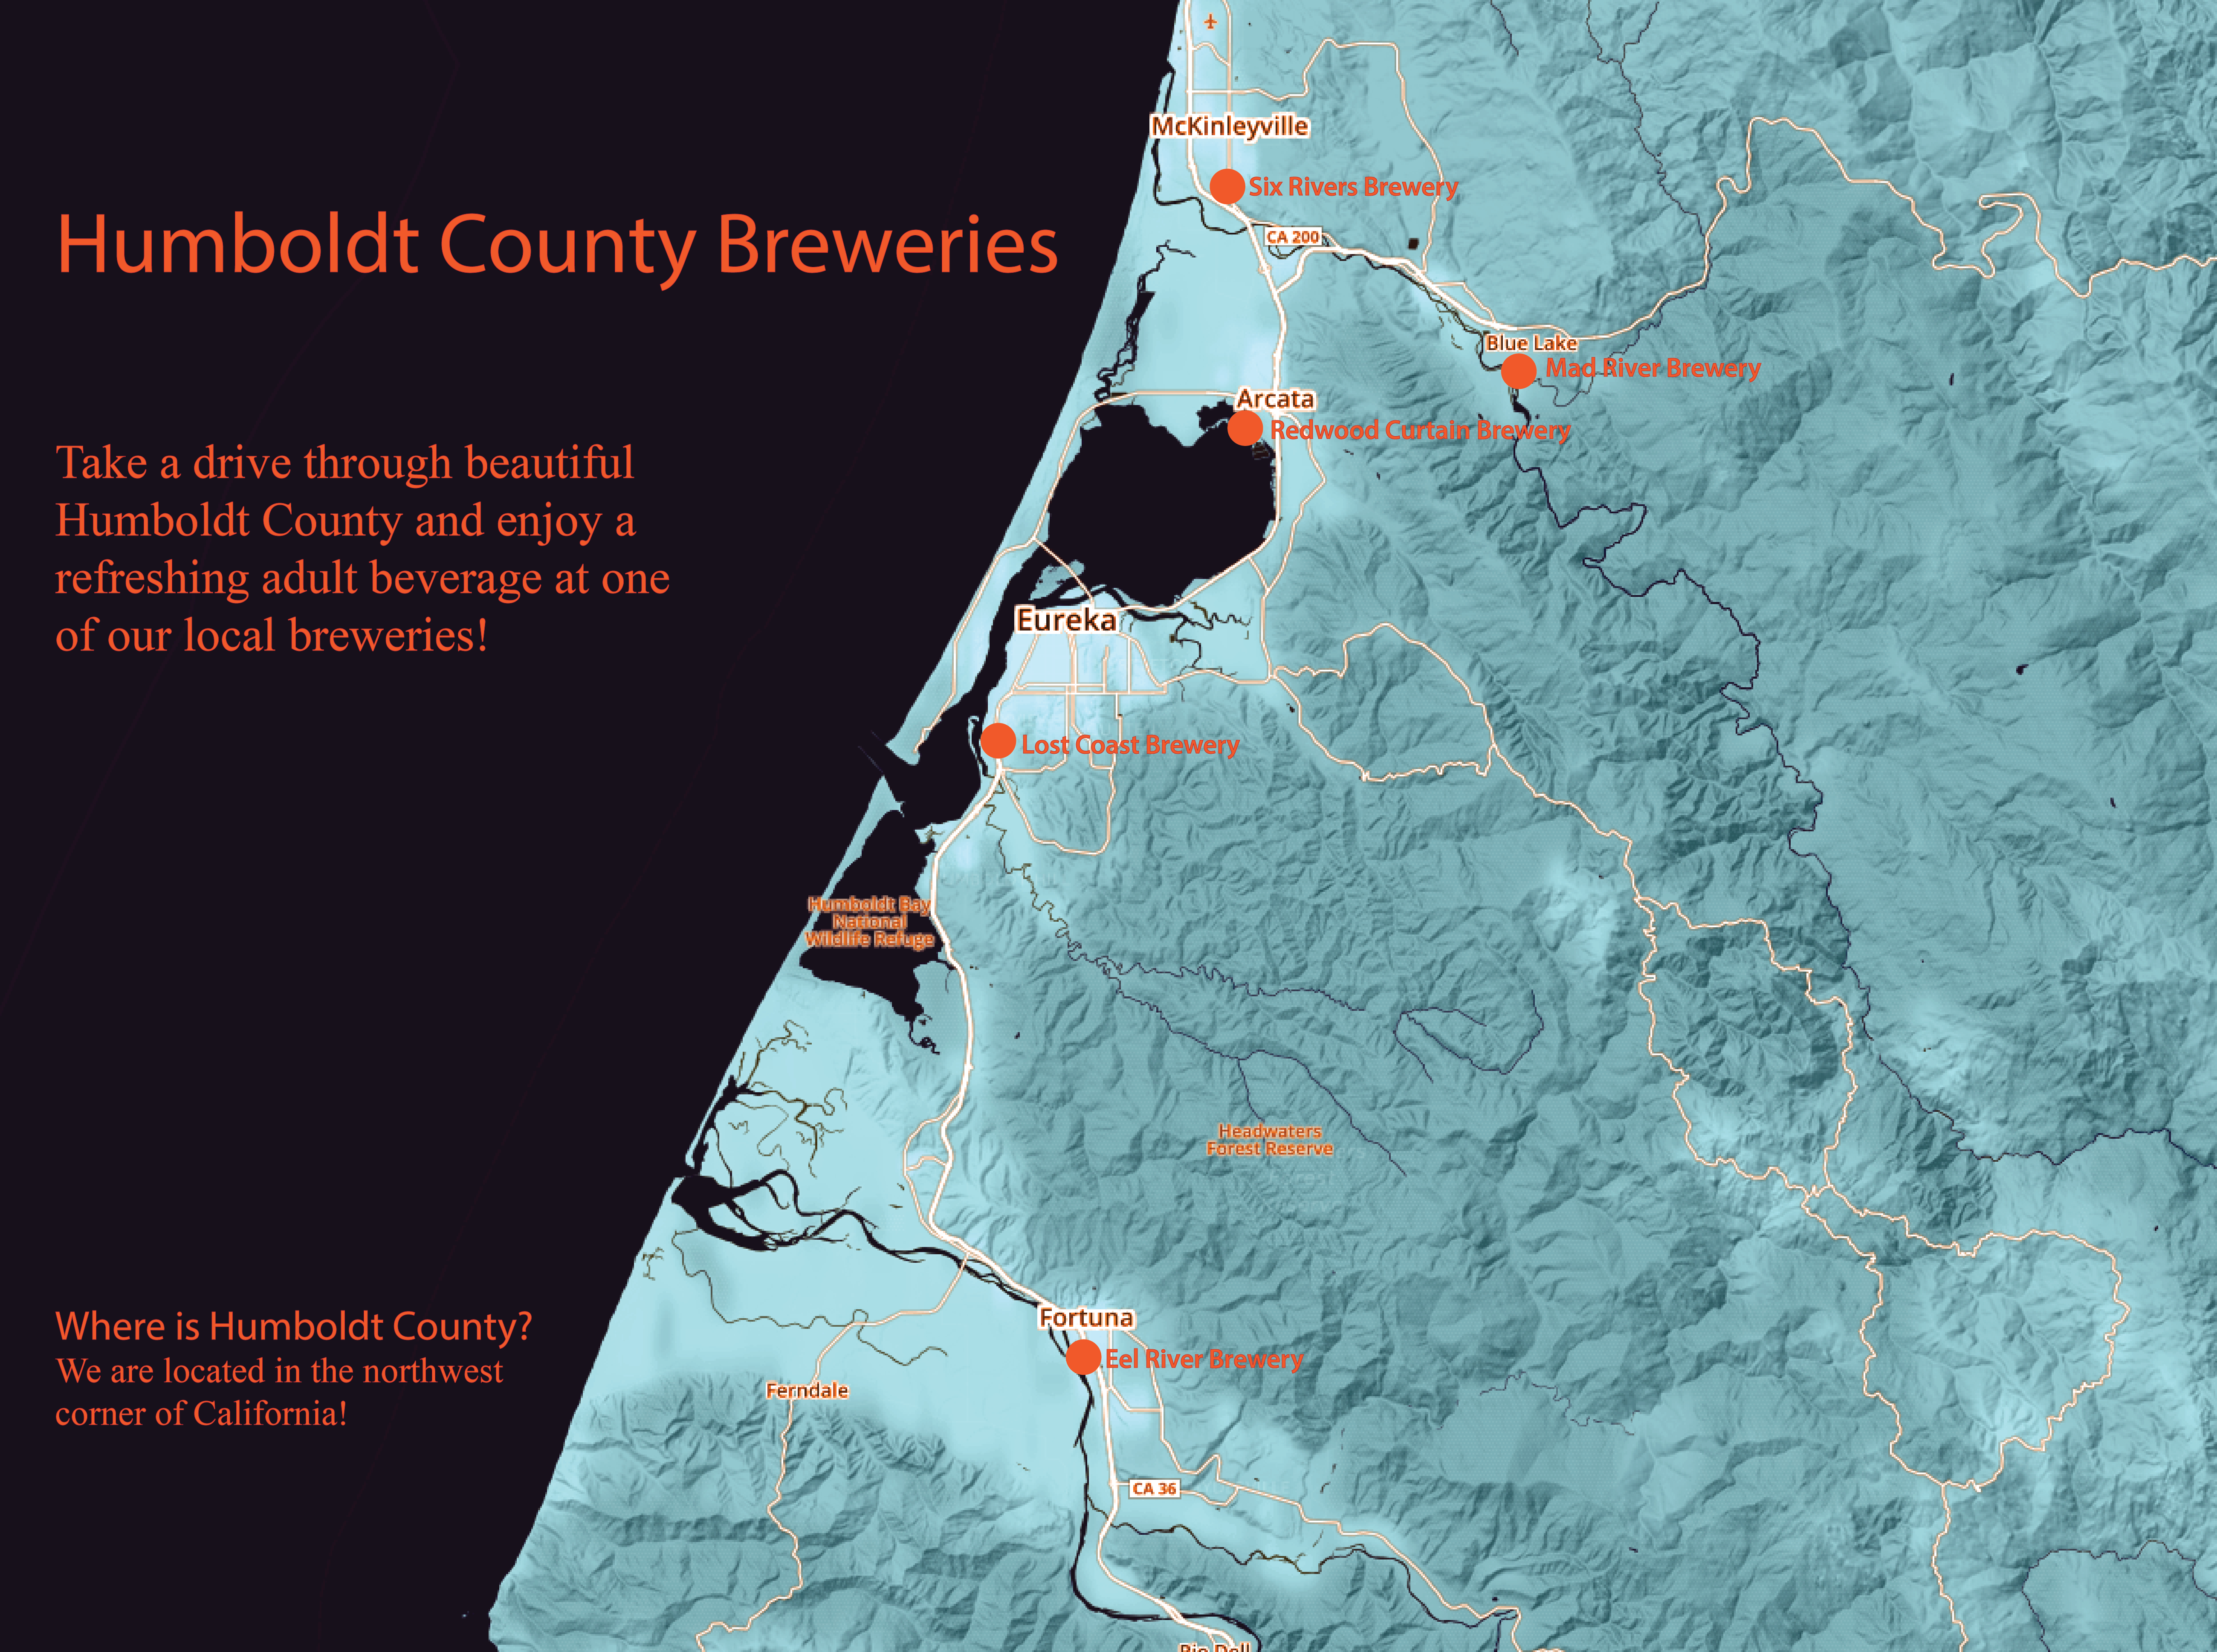 McKinleyville
Six Rivers Brewery
Humboldt County Breweries
CA 200
Blue Lake
Mad River Brewery
Arcata
Redwood Curtain Brewery
Take a drive through beautiful
Humboldt County and enjoy a
refreshing adult beverage at one
of our local breweries!
Eureka
Lost Coast Brewery
Humboldt Bay
National
Wildlife Refuge
Headwaters
Forest Reserve
Where is Humboldt County?
We are located in the northwest
corner of California!
Fortuna
Eel River Brewery
Ferndale
CA 36